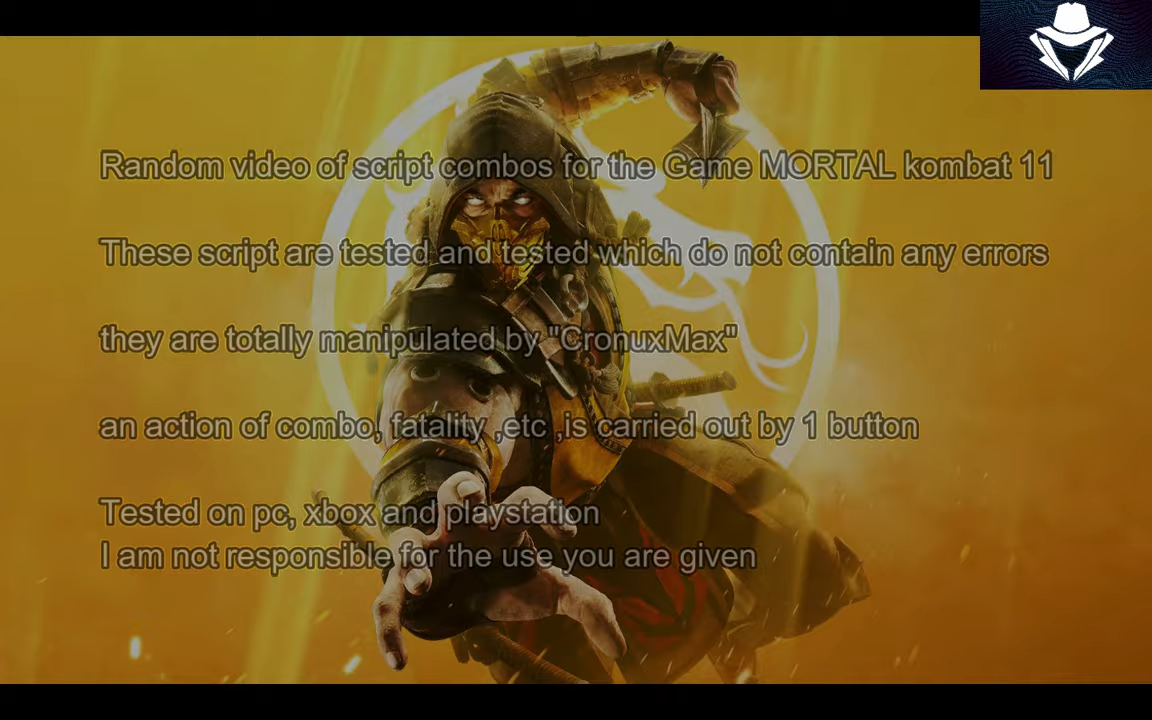 Random video of script combos for the Game MORTAL kombat 11
These script are tested and tested which do not contain any errors
they are totally manipulated by "CronuxMax"
an action of combo, fatality ,etc ,is carried out by 1 button
Tested on pc, xbox and playstation
I am not responsible for the use you are given